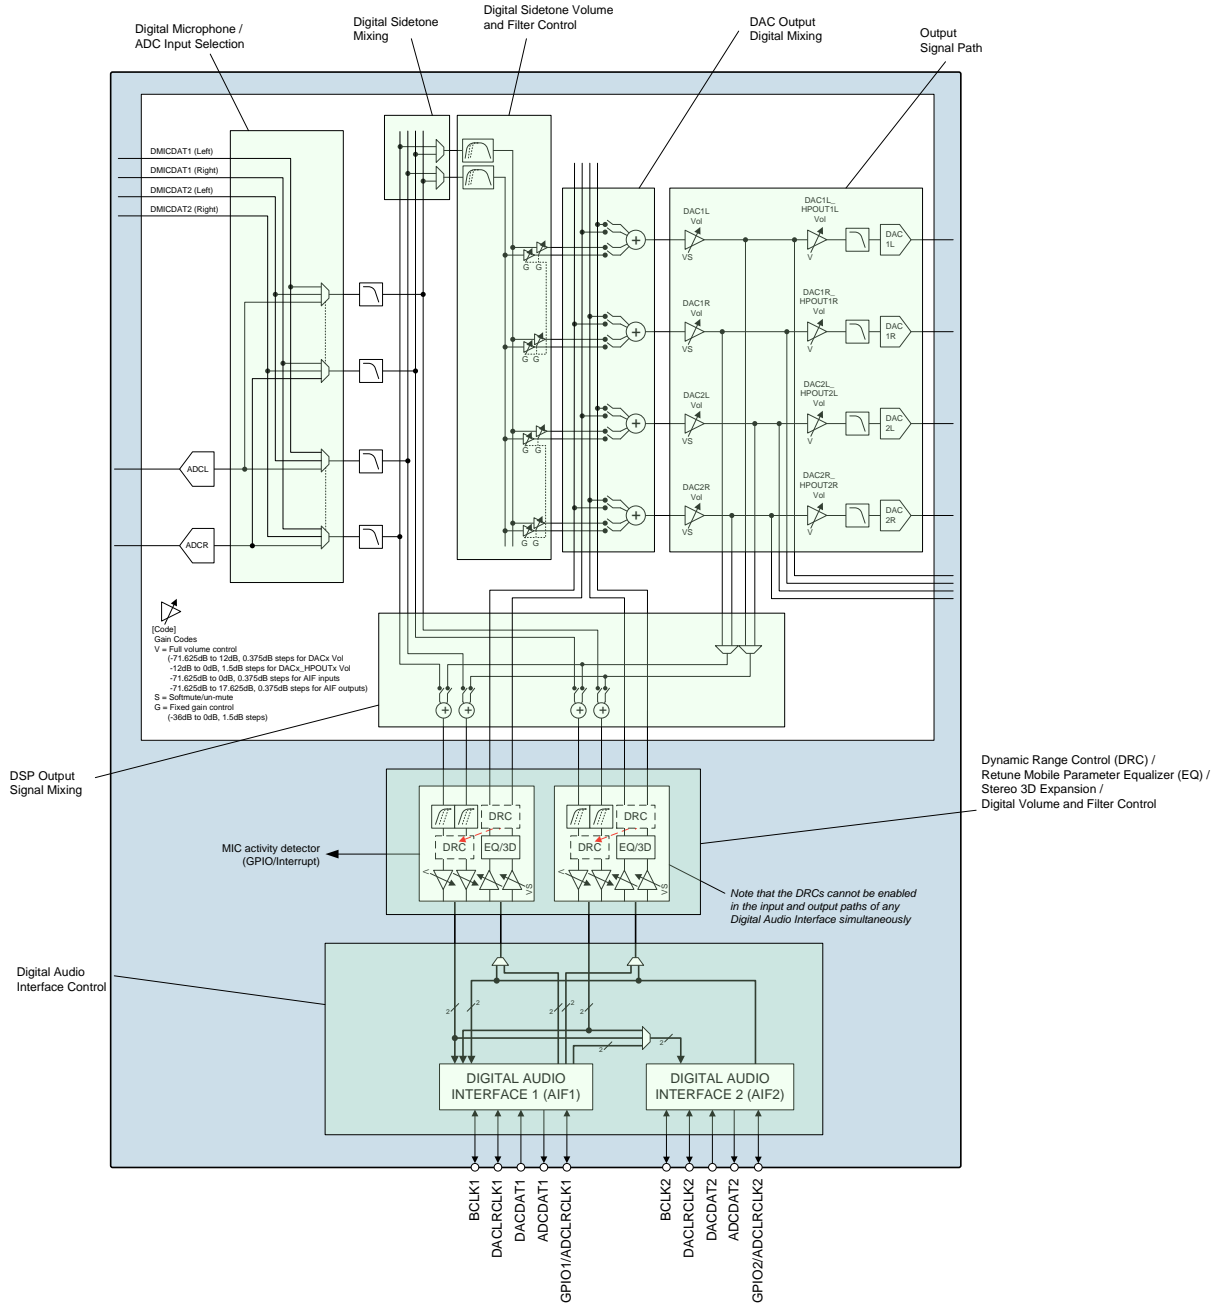 Digital Microphone /
ADC Input Selection
Digital Sidetone
Mixing
Digital Sidetone Volume
and Filter Control
DAC Output
Digital Mixing
Output
Signal Path
DMICDAT1 (Left)
DMICDAT1 (Right)
DMICDAT2 (Left)
DMICDAT2 (Right)
DAC1L
Vol
VS
DAC1L_
HPOUT1L
Vol
V
DAC
1L
G G
DAC1R
Vol
VS
DAC1R_
HPOUT1R
Vol
V
DAC
1R
G G
DAC2L
Vol
VS
DAC2L_
HPOUT2L
Vol
V
DAC
2L
G G
DAC2R
Vol
VS
DAC2R_
HPOUT2R
Vol
V
DAC
2R
G G
ADCL
ADCR
[Code]
Gain Codes
V = Full volume control
(-71.625dB to 12dB, 0.375dB steps for DACx Vol
-12dB to 0dB, 1.5dB steps for DACx_HPOUTx Vol
-71.625dB to 0dB, 0.375dB steps for AIF inputs
-71.625dB to 17.625dB, 0.375dB steps for AIF outputs)
S = Softmute/un-mute
G = Fixed gain control
(-36dB to 0dB, 1.5dB steps)
DSP Output
Signal Mixing
Dynamic Range Control (DRC) /
Retune Mobile Parameter Equalizer (EQ) /
Stereo 3D Expansion /
Digital Volume and Filter Control
DRC
DRC
EQ/3D
V
VS
DRC
DRC
EQ/3D
V
VS
MIC activity detector
(GPIO/Interrupt)
Note that the DRCs cannot be enabled
in the input and output paths of any
Digital Audio Interface simultaneously
Digital Audio
Interface Control
2
2
2
2
2
2
2
DIGITAL AUDIO
INTERFACE 1 (AIF1)
DIGITAL AUDIO
INTERFACE 2 (AIF2)
BCLK1
DACLRCLK1
DACDAT1
ADCDAT1
GPIO1/ADCLRCLK1
BCLK2
DACLRCLK2
DACDAT2
ADCDAT2
GPIO2/ADCLRCLK2